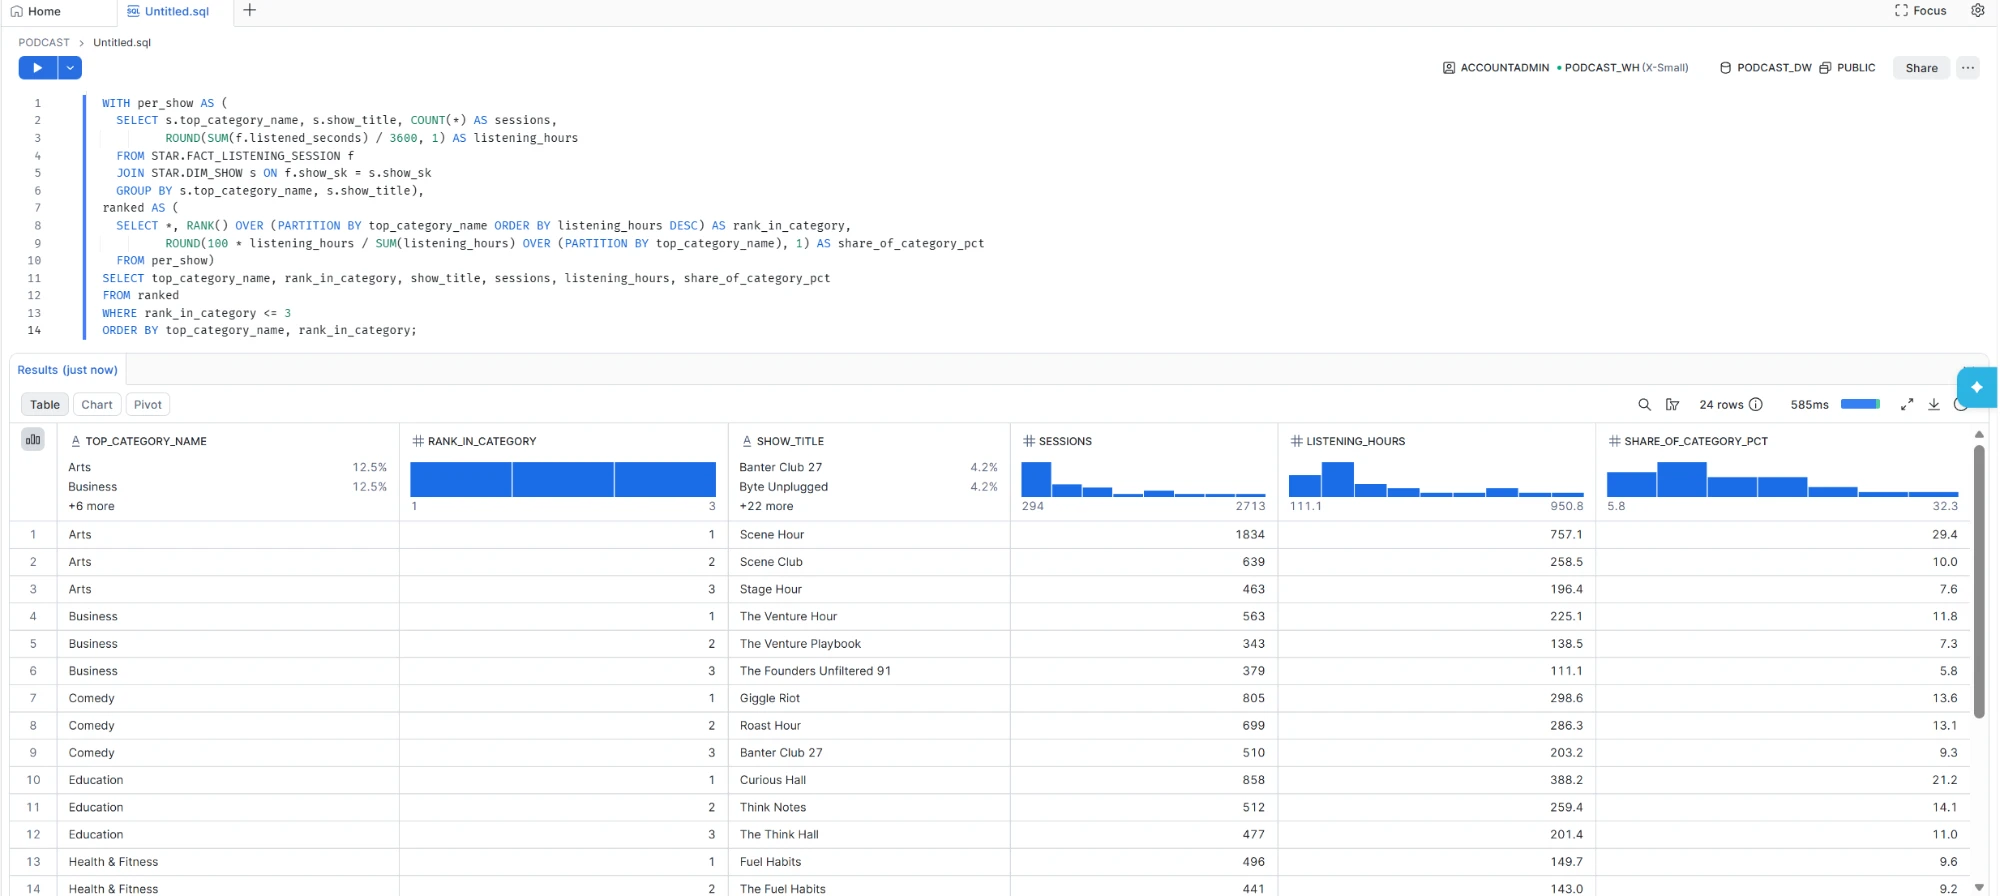 Home
Untitled.sql
Focus
PODCAST > Untitled.sql
ACCOUNTADMIN PODCAST_WH (X-Small) PODCAST_DW PUBLIC Share ...
1 WITH per_show AS (
2 SELECT s.top_category_name, s.show_title, COUNT(*) AS sessions,
3 ROUND(SUM(f.listened_seconds) / 3600, 1) AS listening_hours
4 FROM STAR.FACT_LISTENING_SESSION f
5 JOIN STAR.DIM_SHOW s ON f.show_sk = s.show_sk
6 GROUP BY s.top_category_name, s.show_title),
7 ranked AS (
8 SELECT *, RANK() OVER (PARTITION BY top_category_name ORDER BY listening_hours DESC) AS rank_in_category,
9 ROUND(100 * listening_hours / SUM(listening_hours) OVER (PARTITION BY top_category_name), 1) AS share_of_category_pct
10 FROM per_show)
11 SELECT top_category_name, rank_in_category, show_title, sessions, listening_hours, share_of_category_pct
12 FROM ranked
13 WHERE rank_in_category <= 3
14 ORDER BY top_category_name, rank_in_category;
Results (just now)
Table Chart Pivot 24 rows 585ms
TOP_CATEGORY_NAME RANK_IN_CATEGORY SHOW_TITLE SESSIONS LISTENING_HOURS SHARE_OF_CATEGORY_PCT
Arts 12.5% Banter Club 27 4.2%
Business 12.5% Byte Unplugged 4.2%
+6 more 1 3 +22 more 294 2713 111.1 950.8 5.8 32.3
1 Arts 1 Scene Hour 1834 757.1 29.4
2 Arts 2 Scene Club 639 258.5 10.0
3 Arts 3 Stage Hour 463 196.4 7.6
4 Business 1 The Venture Hour 563 225.1 11.8
5 Business 2 The Venture Playbook 343 138.5 7.3
6 Business 3 The Founders Unfiltered 91 379 111.1 5.8
7 Comedy 1 Giggle Riot 805 298.6 13.6
8 Comedy 2 Roast Hour 699 286.3 13.1
9 Comedy 3 Banter Club 27 510 203.2 9.3
10 Education 1 Curious Hall 858 388.2 21.2
11 Education 2 Think Notes 512 259.4 14.1
12 Education 3 The Think Hall 477 201.4 11.0
13 Health & Fitness 1 Fuel Habits 496 149.7 9.6
14 Health & Fitness 2 The Fuel Habits 441 143.0 9.2